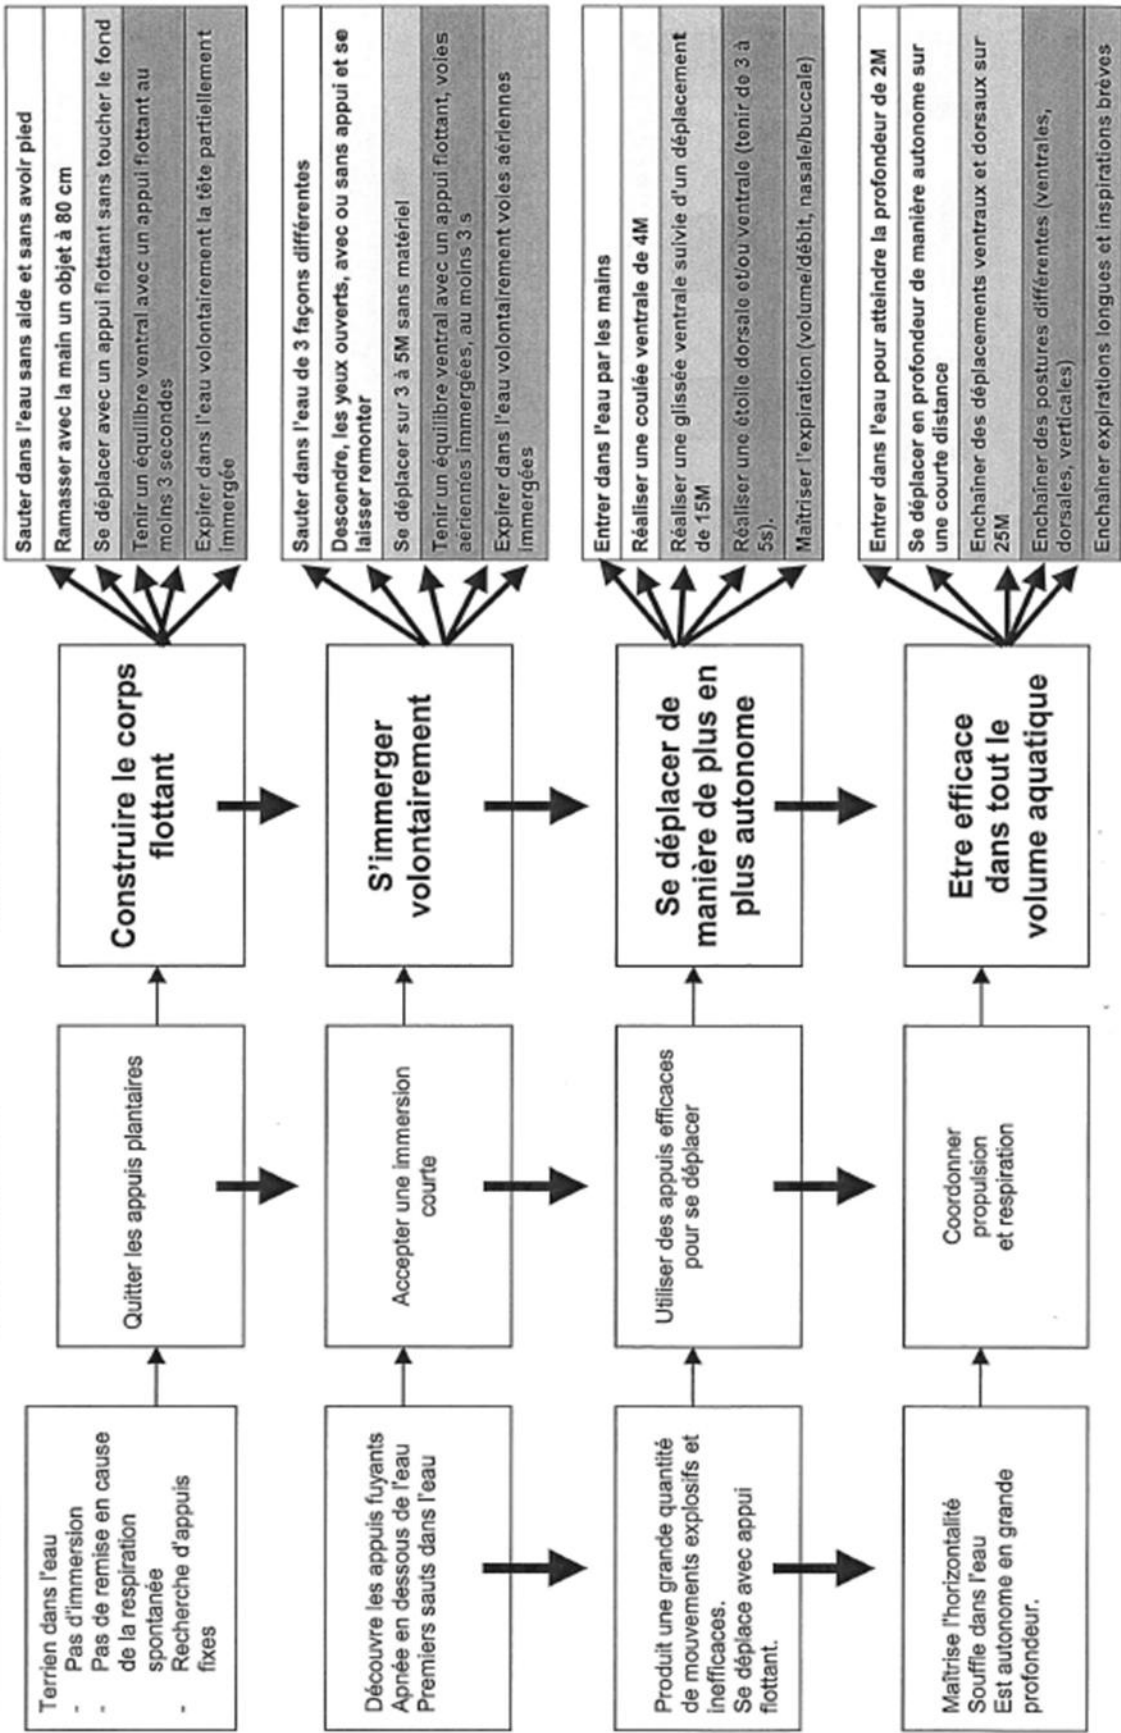 Terrien dans l'eau
- Pas d'immersion
- Pas de remise en cause
de la respiration
spontanée
- Recherche d'appuis
fixes
Quitter les appuis plantaires
Construire le corps
flottant
Sauter dans l'eau sans aide et sans avoir pied
Ramasser avec la main un objet à 80 cm
Se déplacer avec un appui flottant sans toucher le fond
Tenir un équilibre ventral avec un appui flottant au
moins 3 secondes
Expirer dans l'eau volontairement la tête partiellement
immergée
Découvre les appuis fuyants
Apnée en dessous de l'eau
Premiers sauts dans l'eau
Accepter une immersion
courte
S'immerger
volontairement
Sauter dans l'eau de 3 façons différentes
Descendre, les yeux ouverts, avec ou sans appui et se
laisser remonter
Se déplacer sur 3 à 5M sans matériel
Tenir un équilibre ventral avec un appui flottant, voies
aériennes immergées, au moins 3 s
Expirer dans l'eau volontairement voies aériennes
immergées
Produit une grande quantité
de mouvements explosifs et
inefficaces.
Se déplace avec appui
flottant.
Utiliser des appuis efficaces
pour se déplacer
Se déplacer de
manière de plus en
plus autonome
Entrer dans l'eau par les mains
Réaliser une coulée ventrale de 4M
Réaliser une glissée ventrale suivie d'un déplacement
de 15M
Réaliser une étoile dorsale et/ou ventrale (tenir de 3 à
5s).
Maîtriser l'expiration (volume/débit, nasale/buccale)
Maîtrise l'horizontalité
Souffle dans l'eau
Est autonome en grande
profondeur.
Coordonner
propulsion
et respiration
Etre efficace
dans tout le
volume aquatique
Entrer dans l'eau pour atteindre la profondeur de 2M
Se déplacer en profondeur de manière autonome sur
une courte distance
Enchaîner des déplacements ventraux et dorsaux sur
25M
Enchaîner des postures différentes (ventrales,
dorsales, verticales)
Enchaîner expirations longues et inspirations brèves